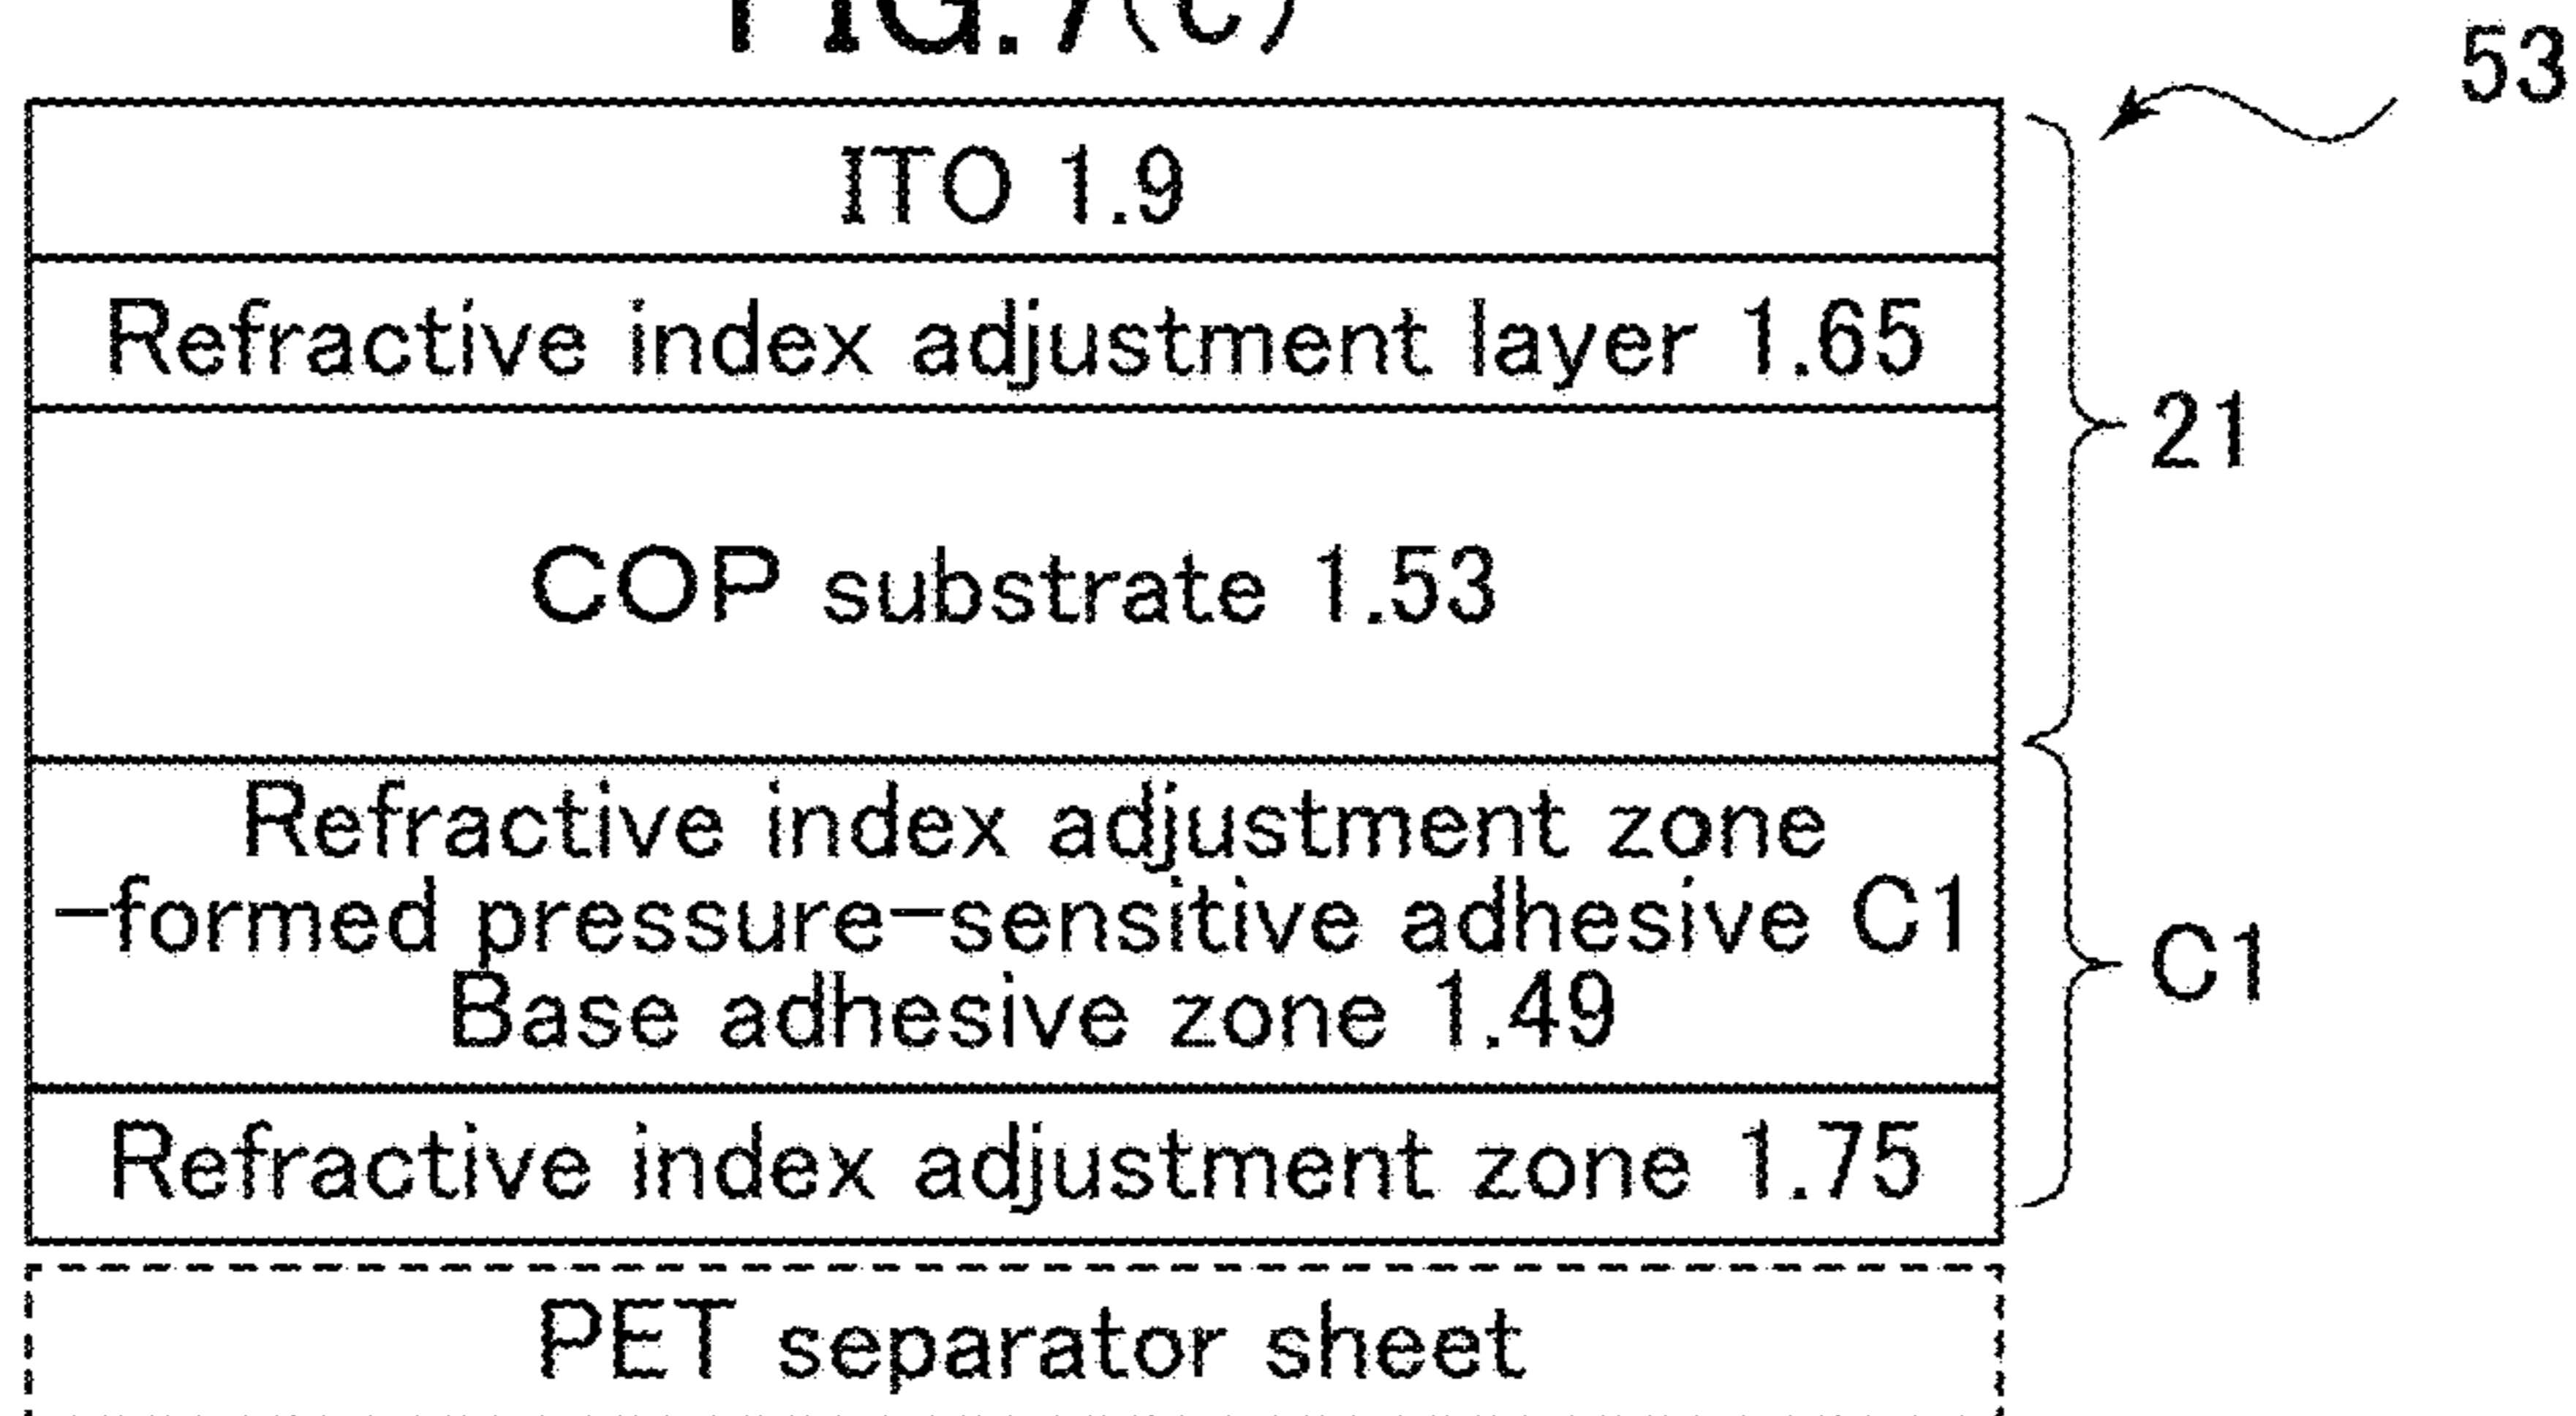 FIG. 7(c)
53
ITO 1.9
Refractive index adjustment layer 1.65
21
COP substrate 1.53
Refractive index adjustment zone
-formed pressure-sensitive adhesive C1
C1
Base adhesive zone 1.49
Refractive index adjustment zone 1.75
PET separator sheet